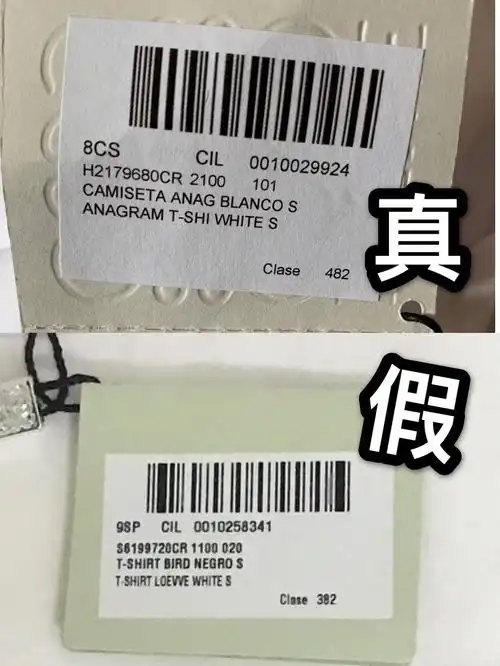 8CS CIL 0010029924
H2179680CR 2100 101
CAMISETA ANAG BLANCO S
ANAGRAM T-SHI WHITE S
Clase 482
真
假
9SP CIL 0010258341
S6199720CR 1100 020
T-SHIRT BIRD NEGRO S
T-SHIRT LOEVVE WHITE S
Clase 382